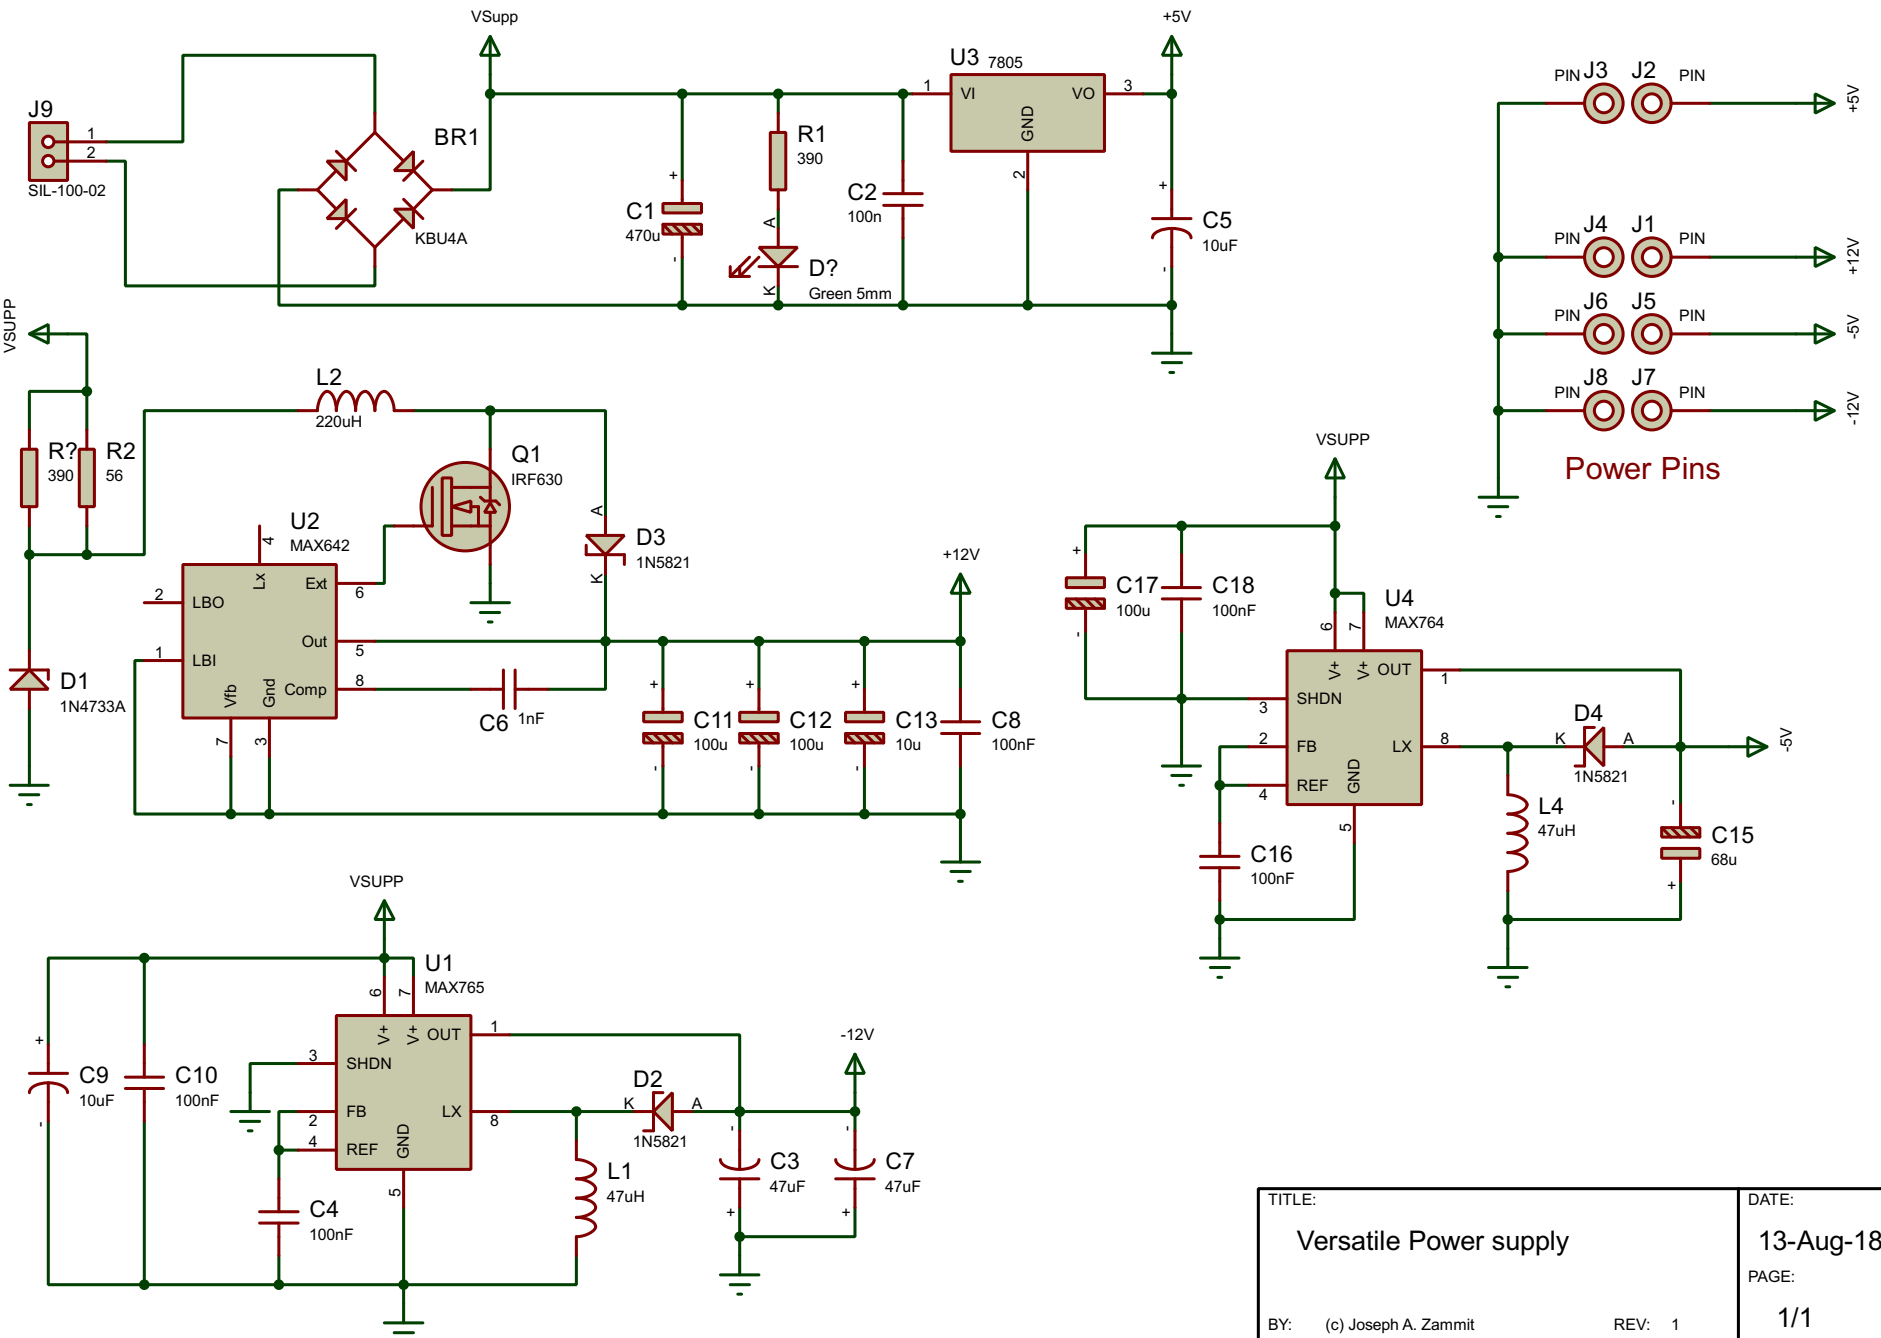 VSupp
+5V
J9
1
2
SIL-100-02
BR1
KBU4A
+
C1
470u
-
R1
390
A
D?
Green 5mm
K
C2
100n
U3 7805
1
VI
VO
3
GND
2
+
C5
10uF
-
PIN J3 J2 PIN
+5V
PIN J4 J1 PIN
+12V
PIN J6 J5 PIN
-5V
PIN J8 J7 PIN
-12V
Power Pins
VSUPP
R?
390
R2
56
L2
220uH
Q1
IRF630
U2
MAX642
4
Lx
Ext
6
2
LBO
Out
5
1
LBI
Comp
8
Vfb
Gnd
7
3
D1
1N4733A
A
D3
1N5821
K
C6 1nF
+12V
+
C11
100u
-
+
C12
100u
-
+
C13
10u
-
C8
100nF
VSUPP
+
C17
100u
-
C18
100nF
U4
MAX764
6
7
V+
V+
OUT
1
SHDN
3
2
FB
LX
8
REF
4
GND
5
K
D4
A
1N5821
-5V
L4
47uH
-
C15
68u
+
C16
100nF
VSUPP
U1
MAX765
6
7
V+
V+
OUT
1
3
SHDN
FB
2
4
REF
LX
8
GND
5
+
C9
10uF
-
C10
100nF
C4
100nF
L1
47uH
K
D2
A
1N5821
-12V
-
C3
47uF
+
-
C7
47uF
+
TITLE:
Versatile Power supply
DATE:
13-Aug-18
PAGE:
1/1
BY: (c) Joseph A. Zammit
REV: 1